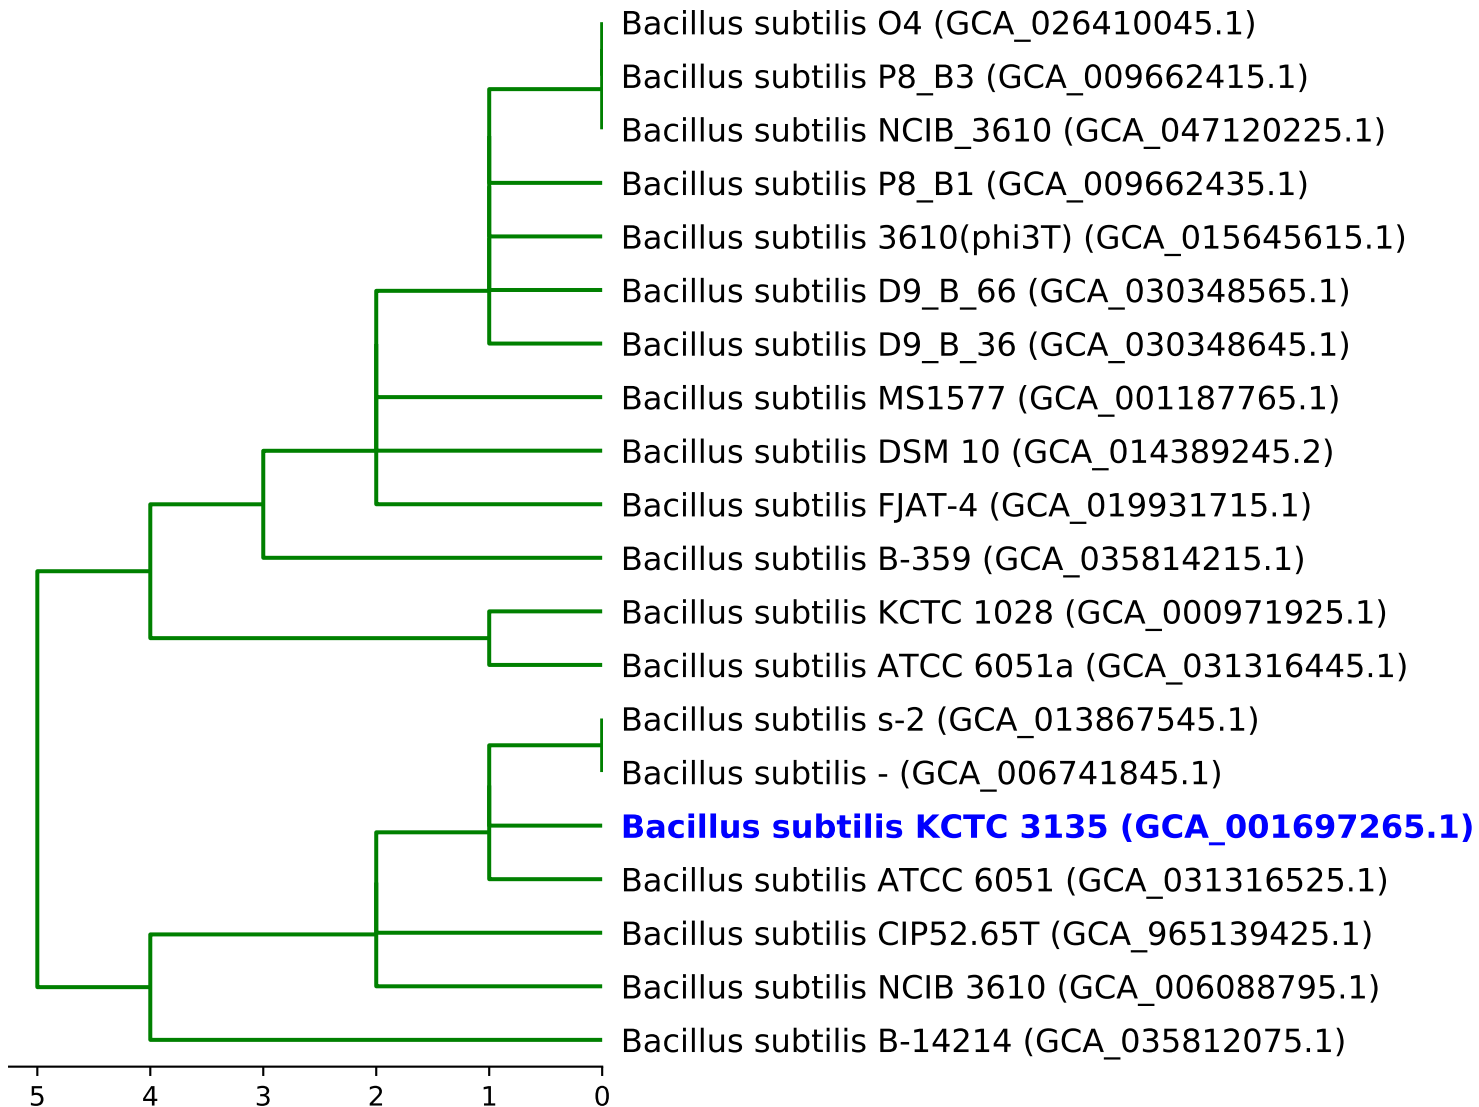 Bacillus subtilis O4 (GCA_026410045.1)
Bacillus subtilis P8_B3 (GCA_009662415.1)
Bacillus subtilis NCIB_3610 (GCA_047120225.1)
Bacillus subtilis P8_B1 (GCA_009662435.1)
Bacillus subtilis 3610(phi3T) (GCA_015645615.1)
Bacillus subtilis D9_B_66 (GCA_030348565.1)
Bacillus subtilis D9_B_36 (GCA_030348645.1)
Bacillus subtilis MS1577 (GCA_001187765.1)
Bacillus subtilis DSM 10 (GCA_014389245.2)
Bacillus subtilis FJAT-4 (GCA_019931715.1)
Bacillus subtilis B-359 (GCA_035814215.1)
Bacillus subtilis KCTC 1028 (GCA_000971925.1)
Bacillus subtilis ATCC 6051a (GCA_031316445.1)
Bacillus subtilis s-2 (GCA_013867545.1)
Bacillus subtilis - (GCA_006741845.1)
Bacillus subtilis KCTC 3135 (GCA_001697265.1)
Bacillus subtilis ATCC 6051 (GCA_031316525.1)
Bacillus subtilis CIP52.65T (GCA_965139425.1)
Bacillus subtilis NCIB 3610 (GCA_006088795.1)
Bacillus subtilis B-14214 (GCA_035812075.1)
5 4 3 2 1 0